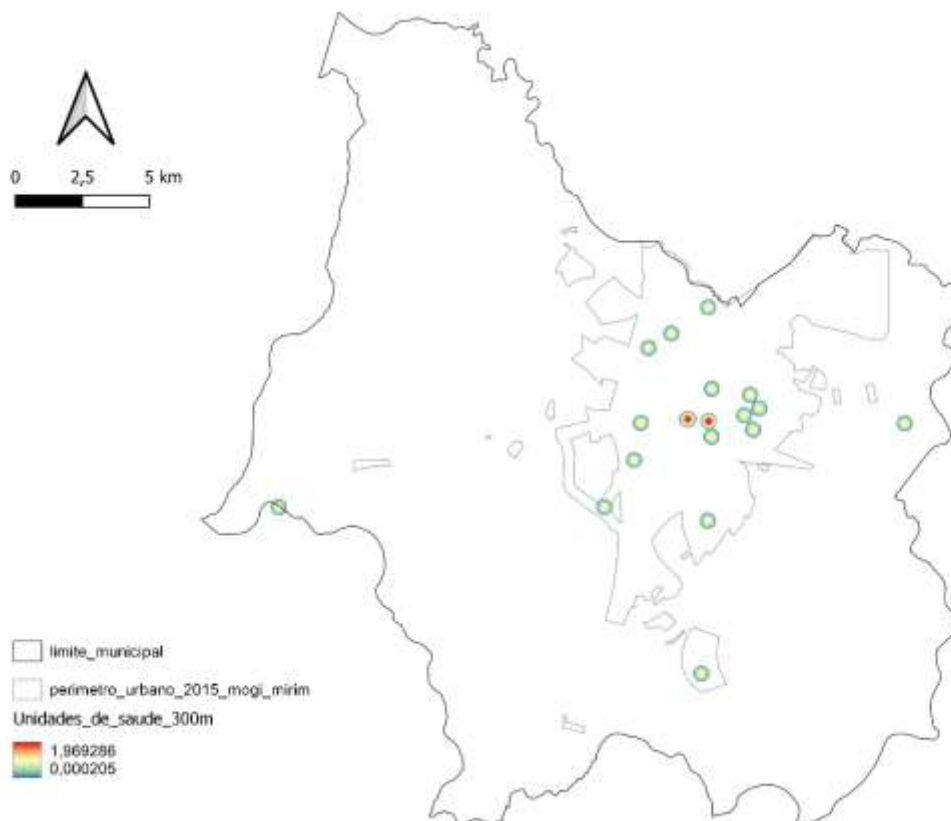 0 2,5 5 km
limite_municipal
perimetro_urbano_2015_mogi_mirim
Unidades_de_saude_300m
1,969286
0,000205